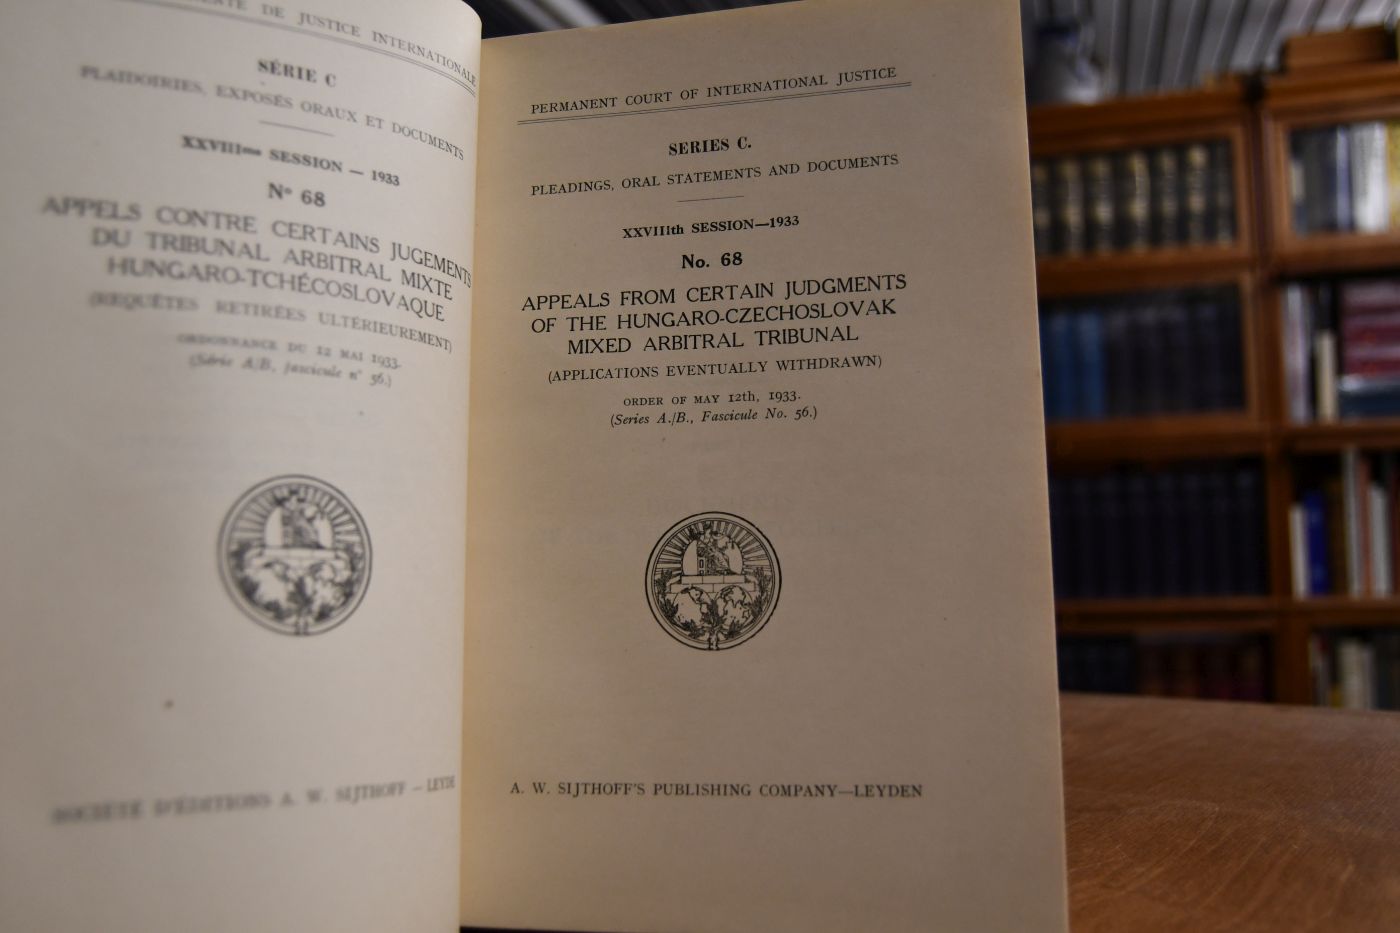 DE JUSTICE INTERNATIONALE
SÉRIE C
PLAIDOIRIES, EXPOSÉS ORAUX ET DOCUMENTS
XXVIIIme SESSION — 1933
N° 68
APPELS CONTRE CERTAINS JUGEMENTS
DU TRIBUNAL ARBITRAL MIXTE
HUNGARO-TCHÉCOSLOVAQUE
(REQUÊTES RETIRÉES ULTÉRIEUREMENT)
ORDONNANCE DU 12 MAI 1933.
(Série A/B, fascicule n° 56.)
SOCIÉTÉ D'ÉDITIONS A. W. SIJTHOFF — LEYDE
PERMANENT COURT OF INTERNATIONAL JUSTICE
SERIES C.
PLEADINGS, ORAL STATEMENTS AND DOCUMENTS
XXVIIIth SESSION—1933
No. 68
APPEALS FROM CERTAIN JUDGMENTS
OF THE HUNGARO-CZECHOSLOVAK
MIXED ARBITRAL TRIBUNAL
(APPLICATIONS EVENTUALLY WITHDRAWN)
ORDER OF MAY 12th, 1933.
(Series A./B., Fascicule No. 56.)
A. W. SIJTHOFF'S PUBLISHING COMPANY—LEYDEN